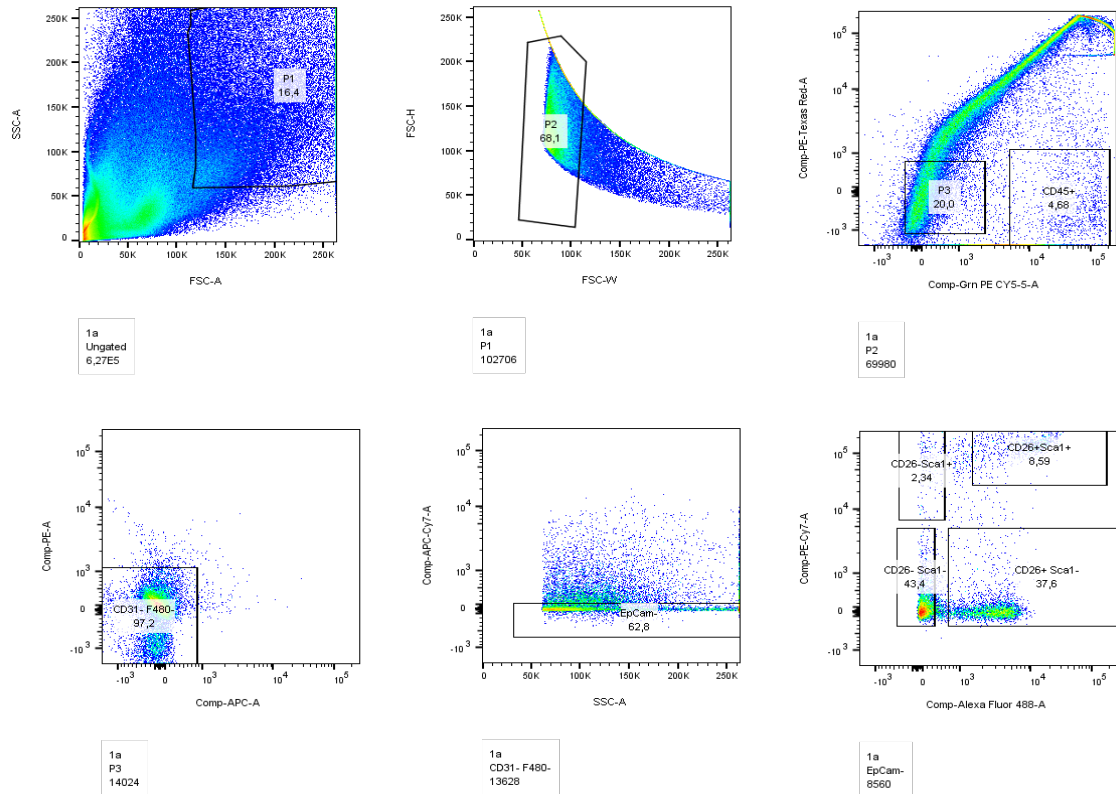 250K
200K
150K
100K
50K
0
SSC-A
P1
16,4
0
50K
100K
150K
200K
250K
FSC-A
1a
Ungated
6,27E5
250K
200K
150K
100K
50K
0
FSC-H
P2
68,1
0
50K
100K
150K
200K
250K
FSC-W
1a
P1
102706
10^5
10^4
10^3
0
-10^3
Comp-PE-Texas Red-A
P3
20,0
CD45+
4,68
-10^3
0
10^3
10^4
10^5
Comp-Grn PE CY5-5-A
1a
P2
69980
10^5
10^4
10^3
0
-10^3
Comp-PE-A
CD31- F480-
97,2
-10^3
0
10^3
10^4
10^5
Comp-APC-A
1a
P3
14024
10^5
10^4
10^3
0
-10^3
Comp-APC-Cy7-A
EpCam-
62,8
0
50K
100K
150K
200K
250K
SSC-A
1a
CD31- F480-
13628
10^5
10^4
10^3
0
-10^3
Comp-PE-Cy7-A
CD26-Sca1+
2,34
CD26+Sca1+
8,59
CD26- Sca1-
43,4
CD26+ Sca1-
37,6
-10^3
0
10^3
10^4
10^5
Comp-Alexa Fluor 488-A
1a
EpCam-
8560